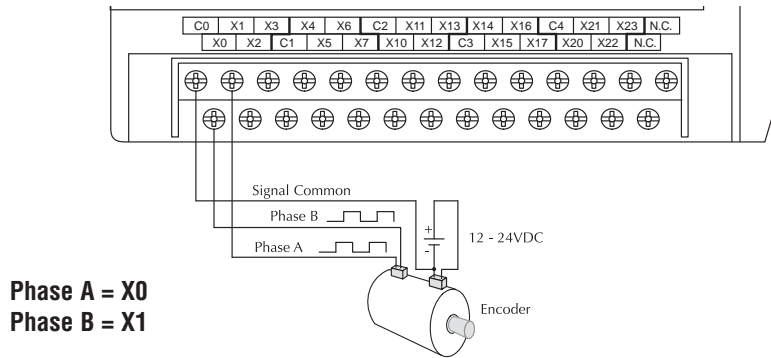 C0 X1 X3 X4 X6 C2 X11 X13 X14 X16 C4 X21 X23 N.C.
X0 X2 C1 X5 X7 X10 X12 C3 X15 X17 X20 X22 N.C.
Signal Common
Phase B
+
12 - 24VDC
Phase A
-
Encoder
Phase A = X0
Phase B = X1